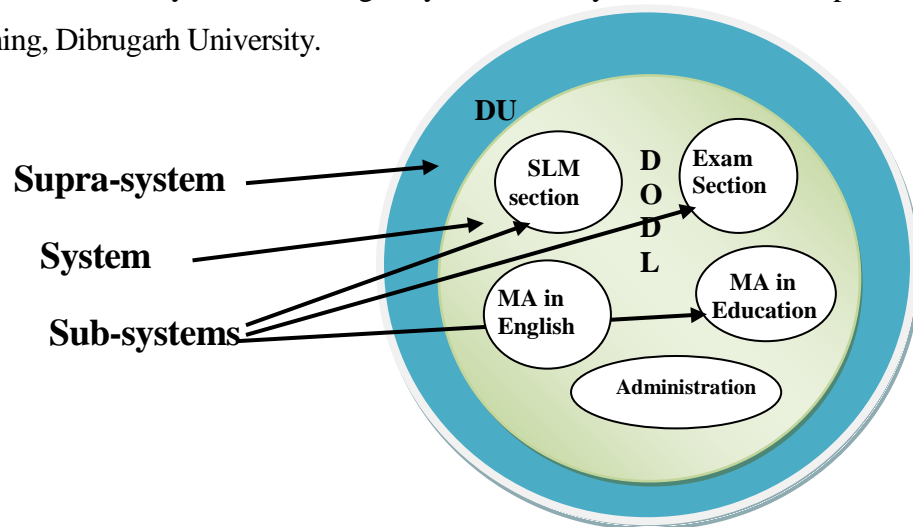 ning, Dibrugarh University.
DU
Supra-system
System
Sub-systems
SLM
section
D
O
D
L
Exam
Section
MA in
English
MA in
Education
Administration